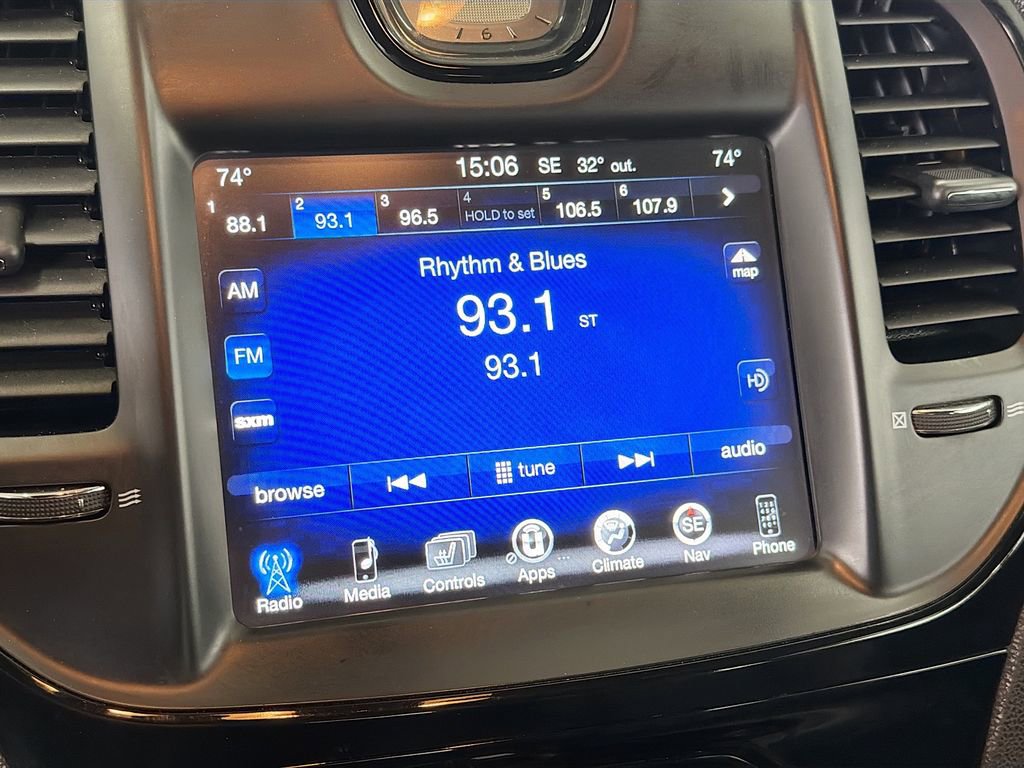 6
74° 15:06 SE 32° out. 74°
1 88.1 2 93.1 3 96.5 4 HOLD to set 5 106.5 6 107.9
Rhythm & Blues
map
AM
93.1 ST
FM
93.1
HD
sxm
browse tune audio
Radio Media Controls Apps Climate SE Nav Phone